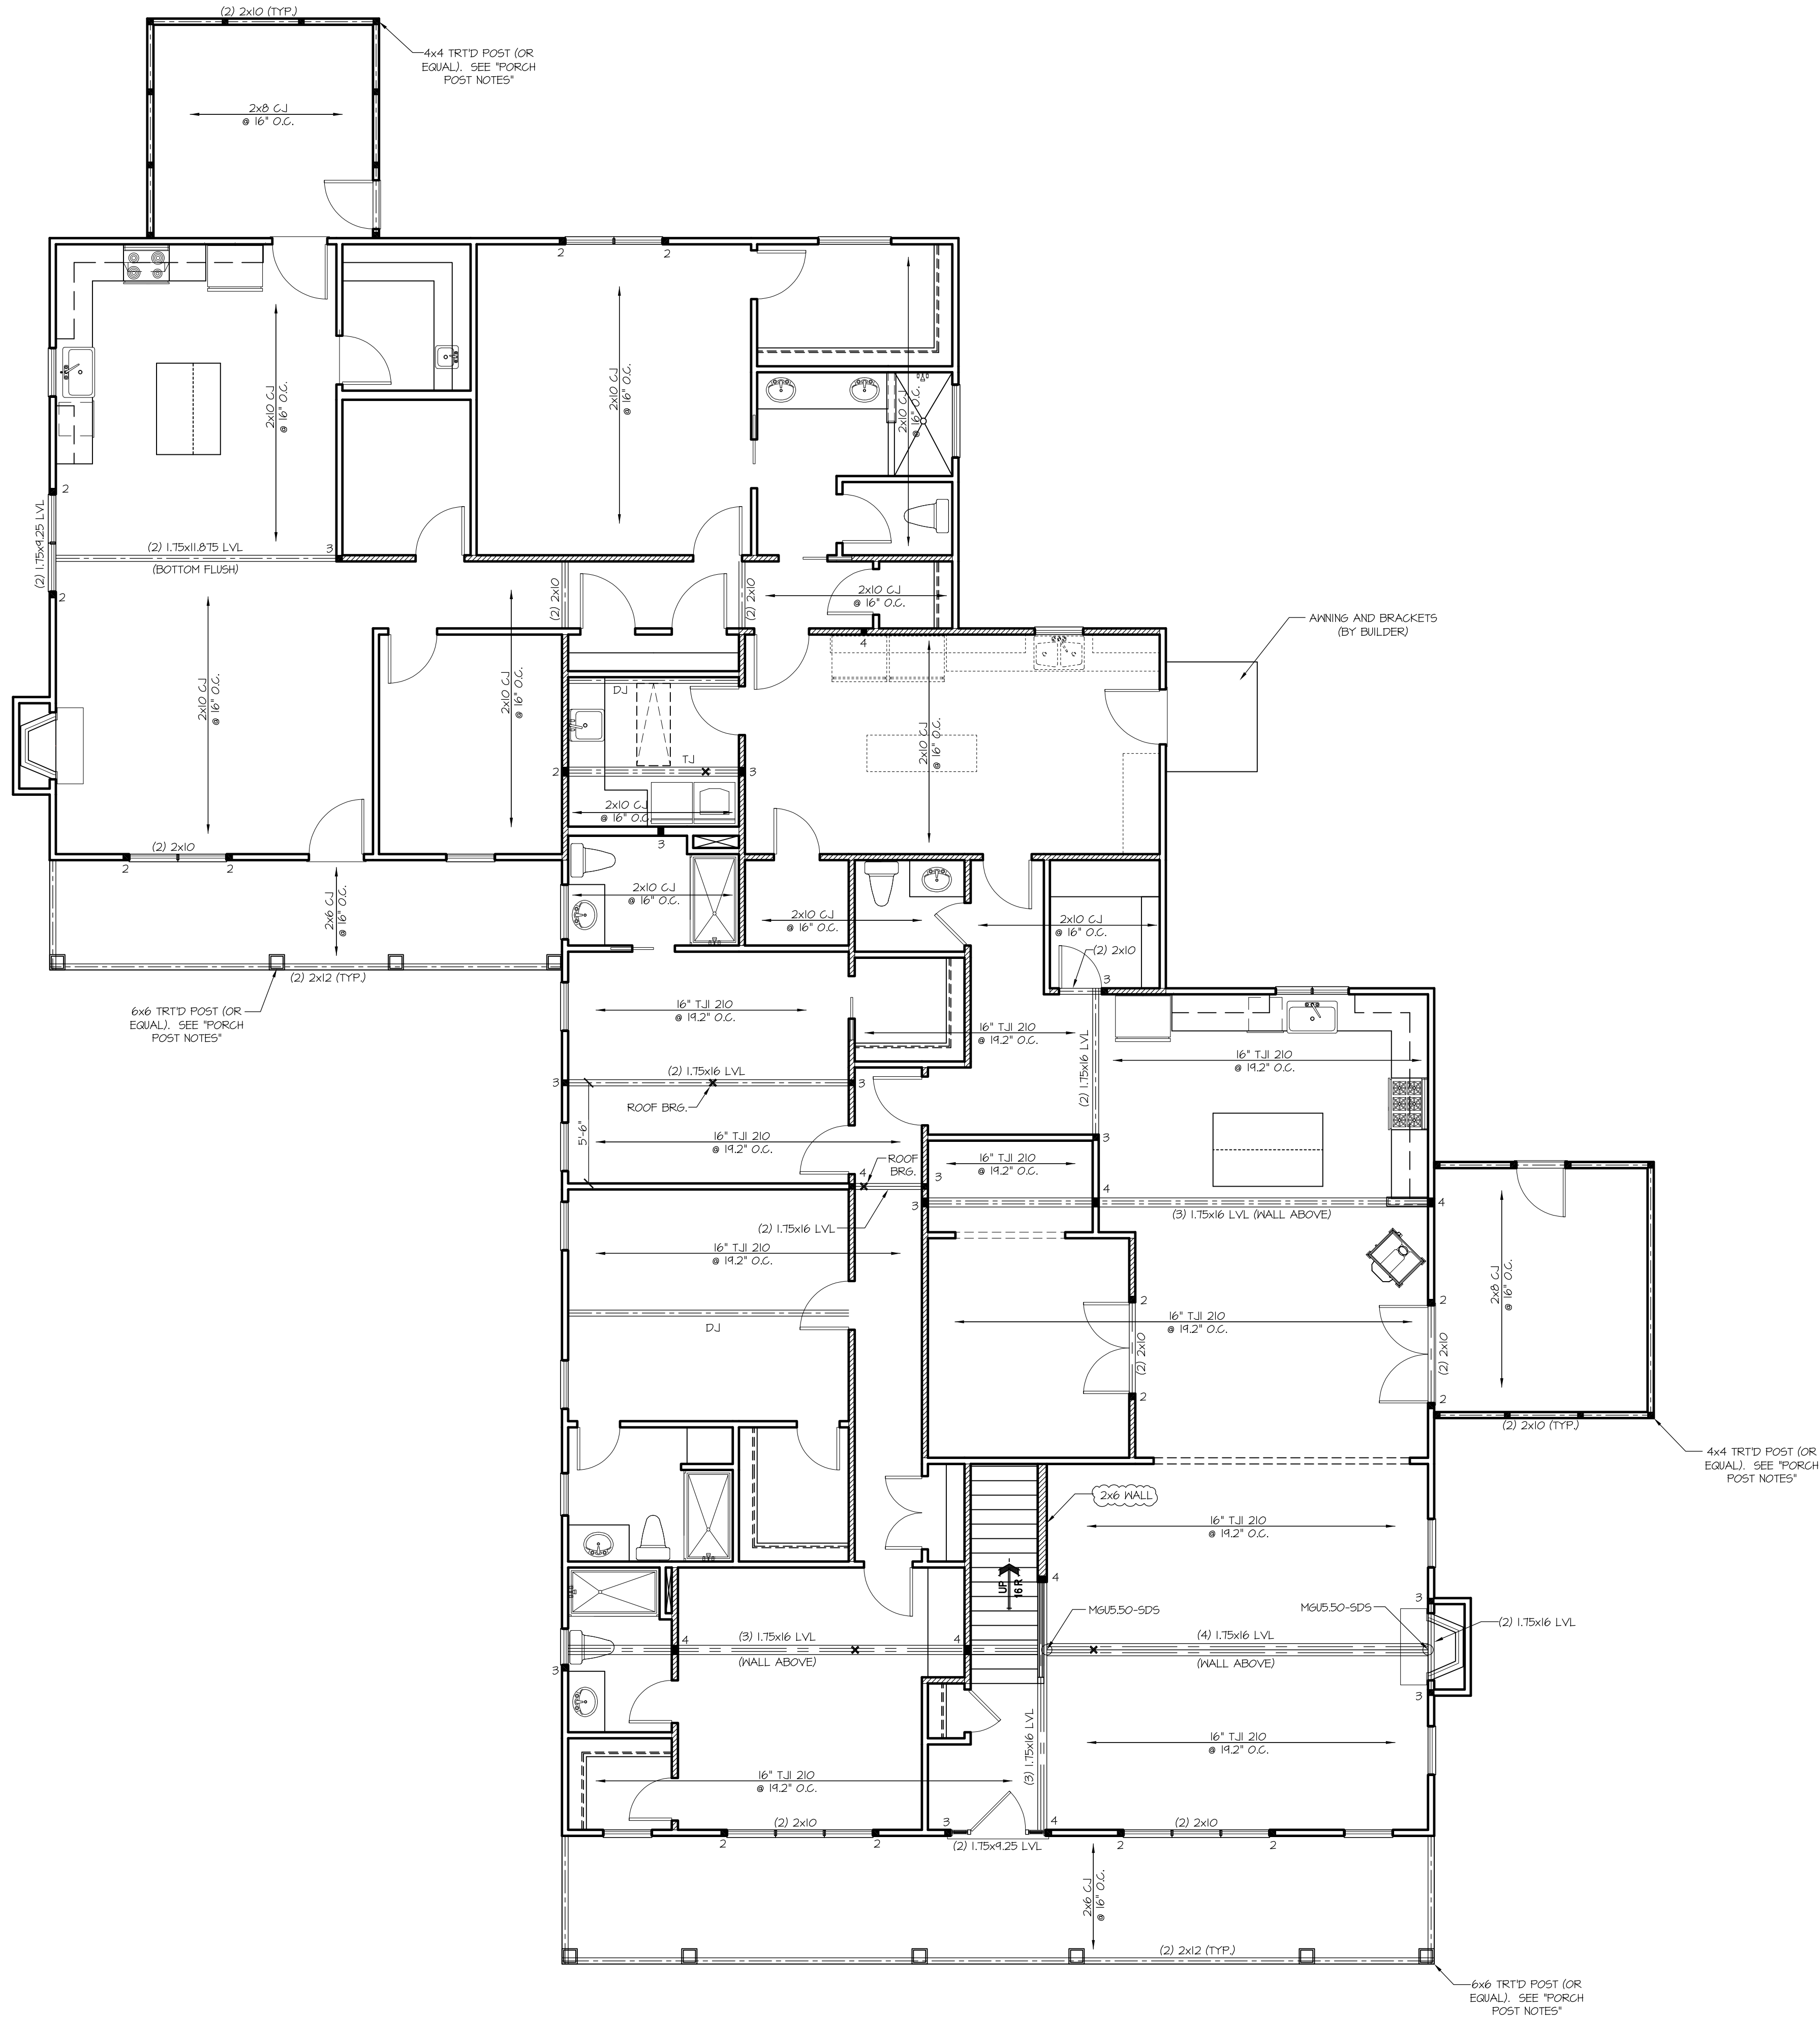 (2) 2x10 (TYP.)
4x4 TRT'D POST (OR
EQUAL). SEE "PORCH
POST NOTES"
2x8 CJ
@ 16" O.C.
2
2
2x10 CJ
@ 16" O.C.
2x10 CJ
@ 16" O.C.
2x10 CJ
@ 16" O.C.
2
(2) 1.75x9.25 LVL
(2) 1.75x11.875 LVL
3
(BOTTOM FLUSH)
2
(2) 2x10
(2) 2x10
2x10 CJ
@ 16" O.C.
AWNING AND BRACKETS
(BY BUILDER)
4
2x10 CJ
@ 16" O.C.
2x10 CJ
@ 16" O.C.
DJ
TJ
2
3
2x10 CJ
@ 16" O.C.
2x10 CJ
@ 16" O.C.
(2) 2x10
2
2
3
2x6 CJ
@ 16" O.C.
2x10 CJ
@ 16" O.C.
2x10 CJ
@ 16" O.C.
2x10 CJ
@ 16" O.C.
(2) 2x10
3
(2) 2x12 (TYP.)
6x6 TRT'D POST (OR
EQUAL). SEE "PORCH
POST NOTES"
16" TJI 210
@ 19.2" O.C.
16" TJI 210
@ 19.2" O.C.
(2) 1.75x16 LVL
16" TJI 210
@ 19.2" O.C.
(2) 1.75x16 LVL
3
3
ROOF BRG.
5'-6"
16" TJI 210
@ 19.2" O.C.
3
ROOF
BRG.
4
3
16" TJI 210
@ 19.2" O.C.
4
3
4
(3) 1.75x16 LVL (WALL ABOVE)
(2) 1.75x16 LVL
16" TJI 210
@ 19.2" O.C.
2x8 CJ
@ 16" O.C.
2
2
16" TJI 210
@ 19.2" O.C.
DJ
(2) 2x10
(2) 2x10
2
2
(2) 2x10 (TYP.)
4x4 TRT'D POST (OR
EQUAL). SEE "PORCH
POST NOTES"
2x6 WALL
16" TJI 210
@ 19.2" O.C.
UP
16 R
4
3
MGU5.50-SDS
MGU5.50-SDS
(2) 1.75x16 LVL
4
(3) 1.75x16 LVL
4
(4) 1.75x16 LVL
(WALL ABOVE)
(WALL ABOVE)
3
3
(3) 1.75x16 LVL
16" TJI 210
@ 19.2" O.C.
16" TJI 210
@ 19.2" O.C.
(2) 2x10
3
4
(2) 2x10
2
2
(2) 1.75x9.25 LVL
2
2
2x6 CJ
@ 16" O.C.
(2) 2x12 (TYP.)
6x6 TRT'D POST (OR
EQUAL). SEE "PORCH
POST NOTES"